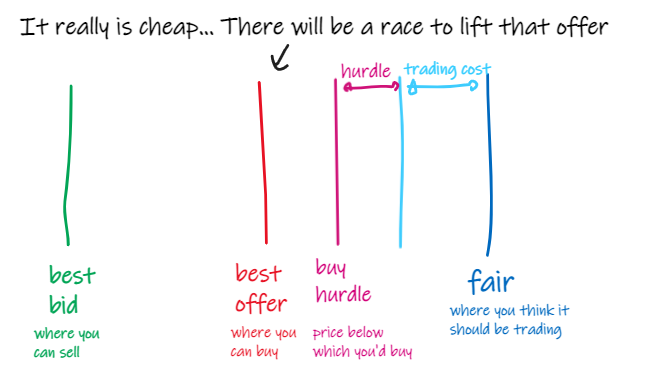 It really is cheap... There will be a race to lift that offer
hurdle
trading cost
best
bid
where you
can sell
best
offer
where you
can buy
buy
hurdle
price below
which you'd buy
fair
where you think it
should be trading